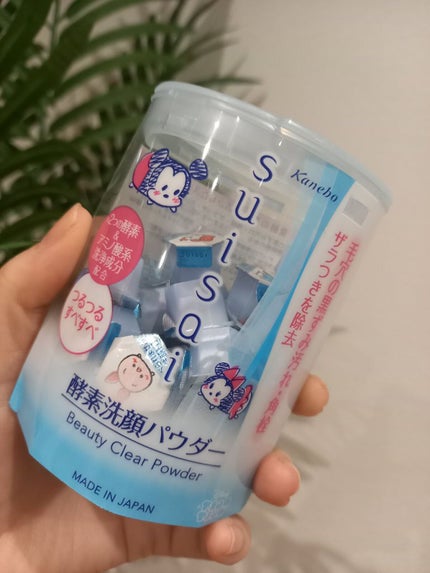 suisai
Kanebo
2つの酵素
&
アミノ酸系
洗浄成分
配合
つるつる
すべすべ
毛穴の黒ずみ汚れ・角栓
ザラつきを除去
酵素洗顔パウダー
Beauty Clear Powder
MADE IN JAPAN